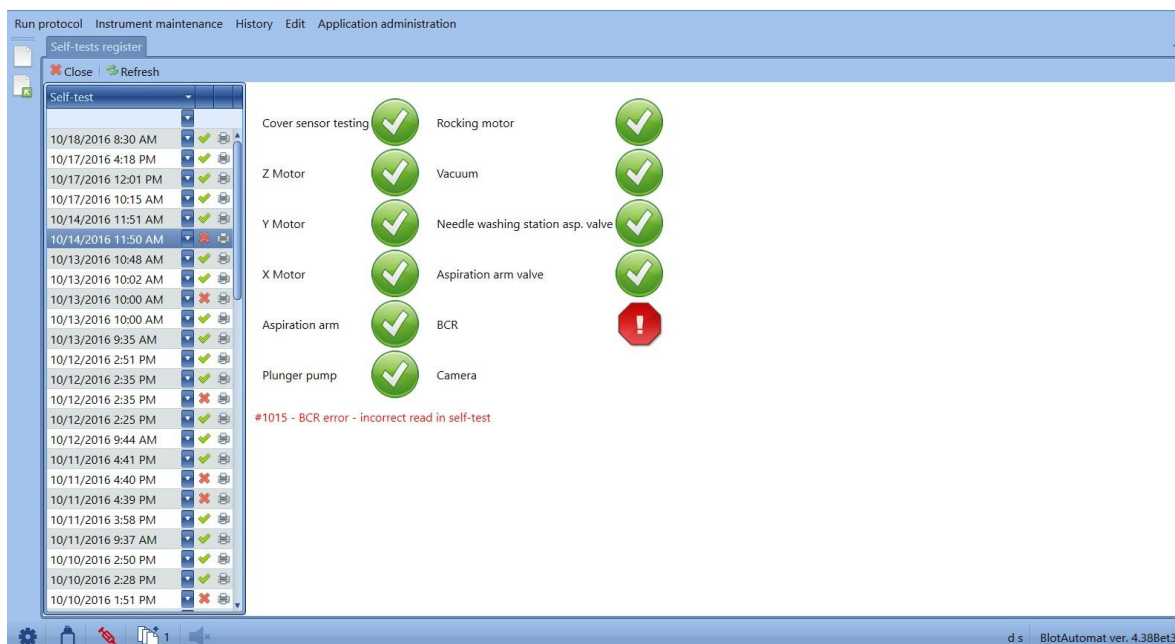 Run protocol Instrument maintenance History Edit Application administration
Self-tests register
Close Refresh
Self-test
10/18/2016 8:30 AM
10/17/2016 4:18 PM
10/17/2016 12:01 PM
10/17/2016 10:15 AM
10/14/2016 11:51 AM
10/14/2016 11:50 AM
10/13/2016 10:48 AM
10/13/2016 10:02 AM
10/13/2016 10:00 AM
10/13/2016 10:00 AM
10/13/2016 9:35 AM
10/12/2016 2:51 PM
10/12/2016 2:35 PM
10/12/2016 2:35 PM
10/12/2016 2:25 PM
10/12/2016 9:44 AM
10/11/2016 4:41 PM
10/11/2016 4:40 PM
10/11/2016 4:39 PM
10/11/2016 3:58 PM
10/11/2016 9:37 AM
10/10/2016 2:50 PM
10/10/2016 2:28 PM
10/10/2016 1:51 PM
Cover sensor testing Rocking motor
Z Motor Vacuum
Y Motor Needle washing station asp. valve
X Motor Aspiration arm valve
Aspiration arm BCR !
Plunger pump Camera
#1015 - BCR error - incorrect read in self-test
1 d s BlotAutomat ver. 4.38Bet